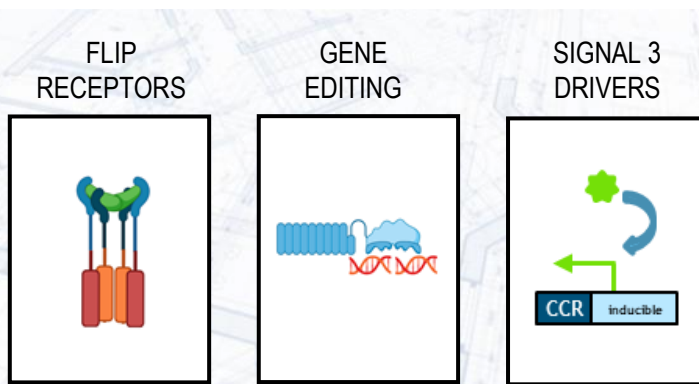 FLIP
RECEPTORS
GENE
EDITING
SIGNAL 3
DRIVERS
CCR inducible